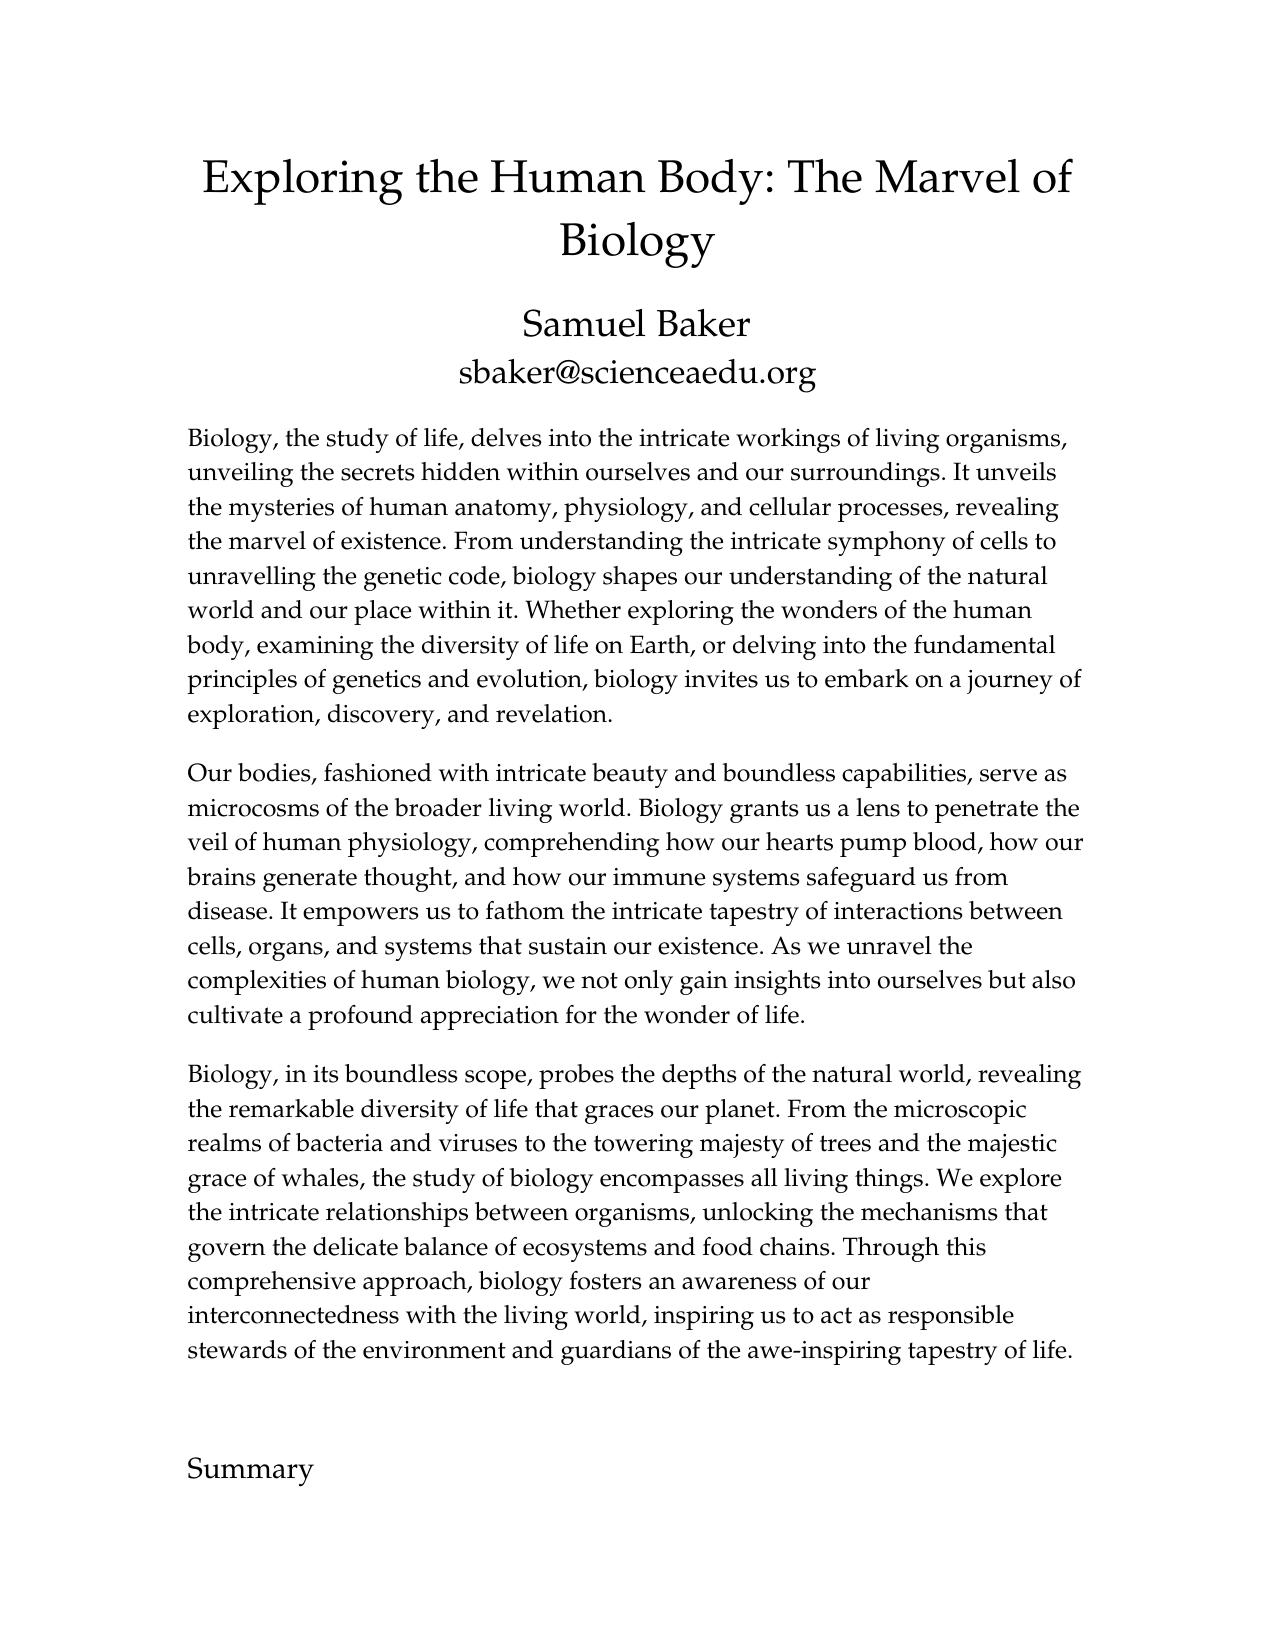 Exploring the Human Body: The Marvel of
Biology
Samuel Baker
sbaker@scienceaedu.org
Biology, the study of life, delves into the intricate workings of living organisms,
unveiling the secrets hidden within ourselves and our surroundings. It unveils
the mysteries of human anatomy, physiology, and cellular processes, revealing
the marvel of existence. From understanding the intricate symphony of cells to
unravelling the genetic code, biology shapes our understanding of the natural
world and our place within it. Whether exploring the wonders of the human
body, examining the diversity of life on Earth, or delving into the fundamental
principles of genetics and evolution, biology invites us to embark on a journey of
exploration, discovery, and revelation.
Our bodies, fashioned with intricate beauty and boundless capabilities, serve as
microcosms of the broader living world. Biology grants us a lens to penetrate the
veil of human physiology, comprehending how our hearts pump blood, how our
brains generate thought, and how our immune systems safeguard us from
disease. It empowers us to fathom the intricate tapestry of interactions between
cells, organs, and systems that sustain our existence. As we unravel the
complexities of human biology, we not only gain insights into ourselves but also
cultivate a profound appreciation for the wonder of life.
Biology, in its boundless scope, probes the depths of the natural world, revealing
the remarkable diversity of life that graces our planet. From the microscopic
realms of bacteria and viruses to the towering majesty of trees and the majestic
grace of whales, the study of biology encompasses all living things. We explore
the intricate relationships between organisms, unlocking the mechanisms that
govern the delicate balance of ecosystems and food chains. Through this
comprehensive approach, biology fosters an awareness of our
interconnectedness with the living world, inspiring us to act as responsible
stewards of the environment and guardians of the awe-inspiring tapestry of life.
Summary